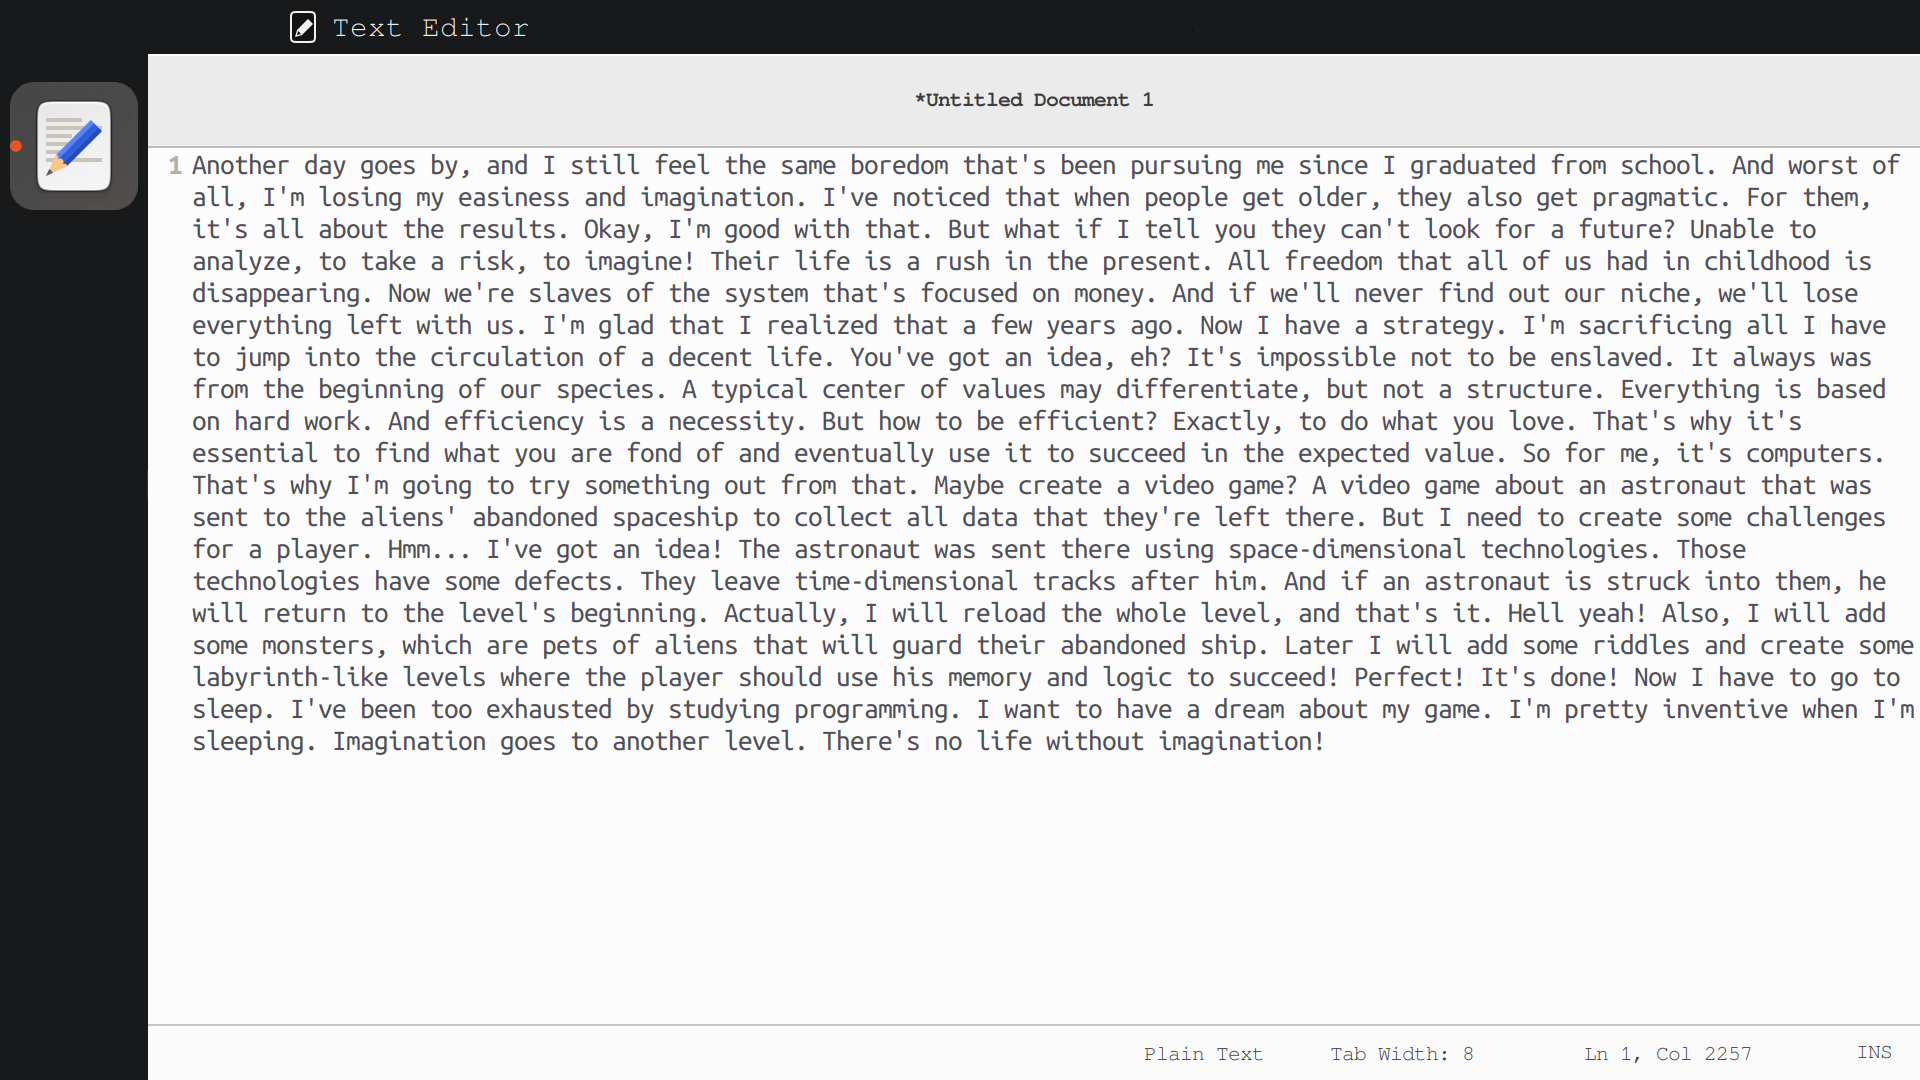 Text Editor
*Untitled Document 1
1 Another day goes by, and I still feel the same boredom that's been pursuing me since I graduated from school. And worst of
all, I'm losing my easiness and imagination. I've noticed that when people get older, they also get pragmatic. For them,
it's all about the results. Okay, I'm good with that. But what if I tell you they can't look for a future? Unable to
analyze, to take a risk, to imagine! Their life is a rush in the present. All freedom that all of us had in childhood is
disappearing. Now we're slaves of the system that's focused on money. And if we'll never find out our niche, we'll lose
everything left with us. I'm glad that I realized that a few years ago. Now I have a strategy. I'm sacrificing all I have
to jump into the circulation of a decent life. You've got an idea, eh? It's impossible not to be enslaved. It always was
from the beginning of our species. A typical center of values may differentiate, but not a structure. Everything is based
on hard work. And efficiency is a necessity. But how to be efficient? Exactly, to do what you love. That's why it's
essential to find what you are fond of and eventually use it to succeed in the expected value. So for me, it's computers.
That's why I'm going to try something out from that. Maybe create a video game? A video game about an astronaut that was
sent to the aliens' abandoned spaceship to collect all data that they're left there. But I need to create some challenges
for a player. Hmm... I've got an idea! The astronaut was sent there using space-dimensional technologies. Those
technologies have some defects. They leave time-dimensional tracks after him. And if an astronaut is struck into them, he
will return to the level's beginning. Actually, I will reload the whole level, and that's it. Hell yeah! Also, I will add
some monsters, which are pets of aliens that will guard their abandoned ship. Later I will add some riddles and create some
labyrinth-like levels where the player should use his memory and logic to succeed! Perfect! It's done! Now I have to go to
sleep. I've been too exhausted by studying programming. I want to have a dream about my game. I'm pretty inventive when I'm
sleeping. Imagination goes to another level. There's no life without imagination!
Plain Text Tab Width: 8 Ln 1, Col 2257 INS